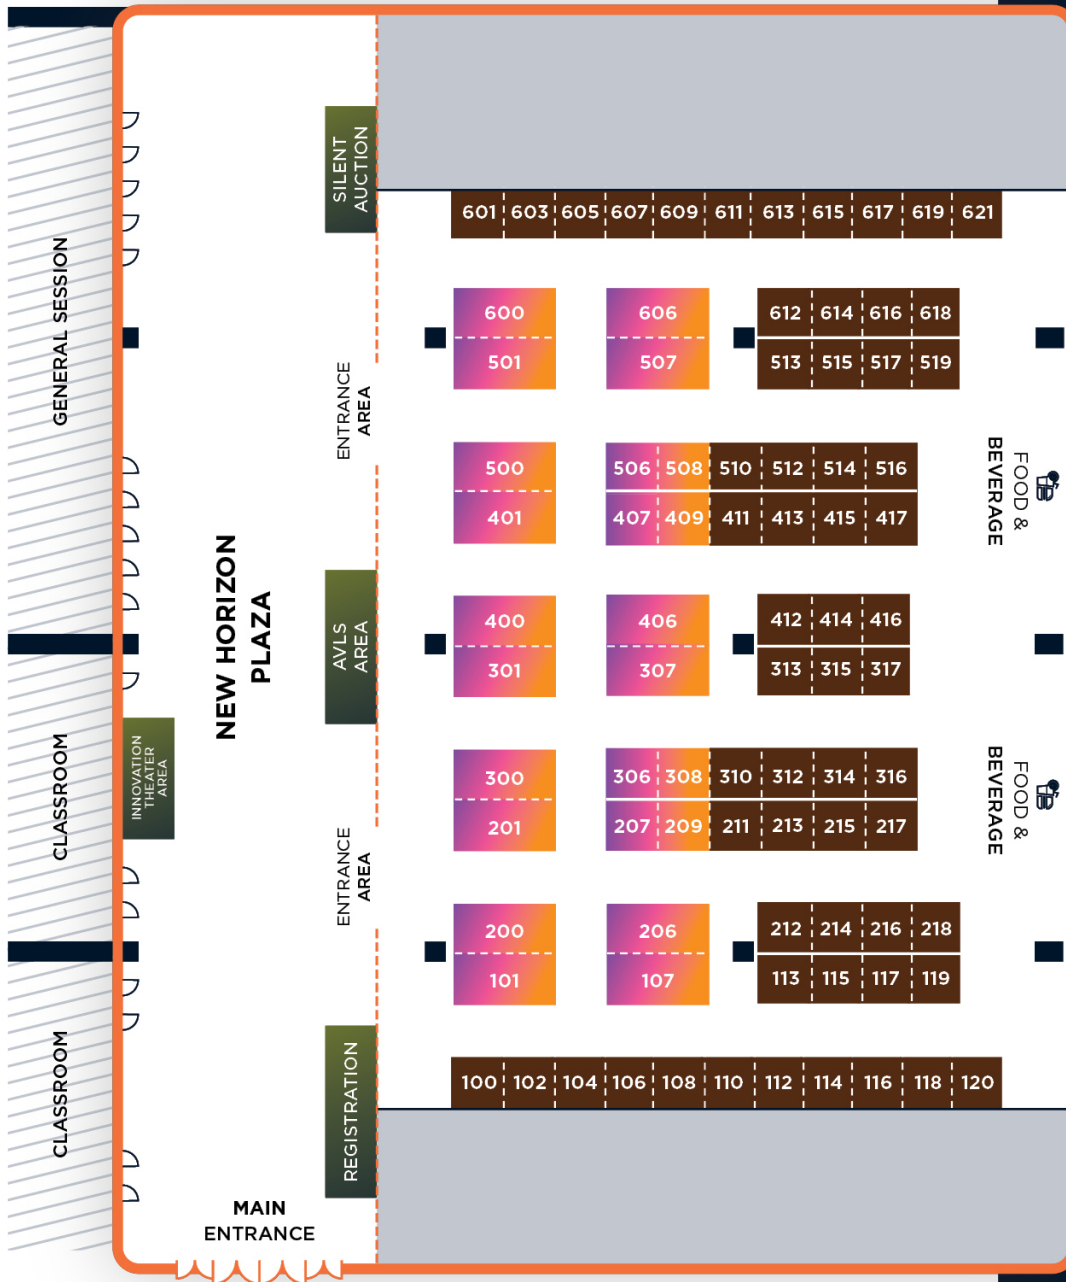 SILENT
AUCTION
601 603 605 607 609 611 613 615 617 619 621
GENERAL SESSION
600
501
606
507
612 614 616 618
513 515 517 519
ENTRANCE
AREA
500
401
506 508 510 512 514 516
407 409 411 413 415 417
FOOD &
BEVERAGE
NEW HORIZON
PLAZA
AVLS
AREA
400
301
406
307
412 414 416
313 315 317
CLASSROOM
INNOVATION
THEATER
AREA
300
201
306 308 310 312 314 316
207 209 211 213 215 217
FOOD &
BEVERAGE
ENTRANCE
AREA
200
101
206
107
212 214 216 218
113 115 117 119
CLASSROOM
REGISTRATION
100 102 104 106 108 110 112 114 116 118 120
MAIN
ENTRANCE